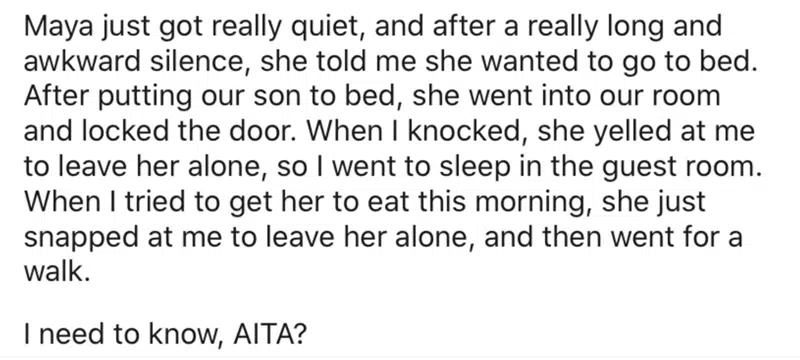 Maya just got really quiet, and after a really long and
awkward silence, she told me she wanted to go to bed.
After putting our son to bed, she went into our room
and locked the door. When I knocked, she yelled at me
to leave her alone, so I went to sleep in the guest room.
When I tried to get her to eat this morning, she just
snapped at me to leave her alone, and then went for a
walk.
I need to know, AITA?